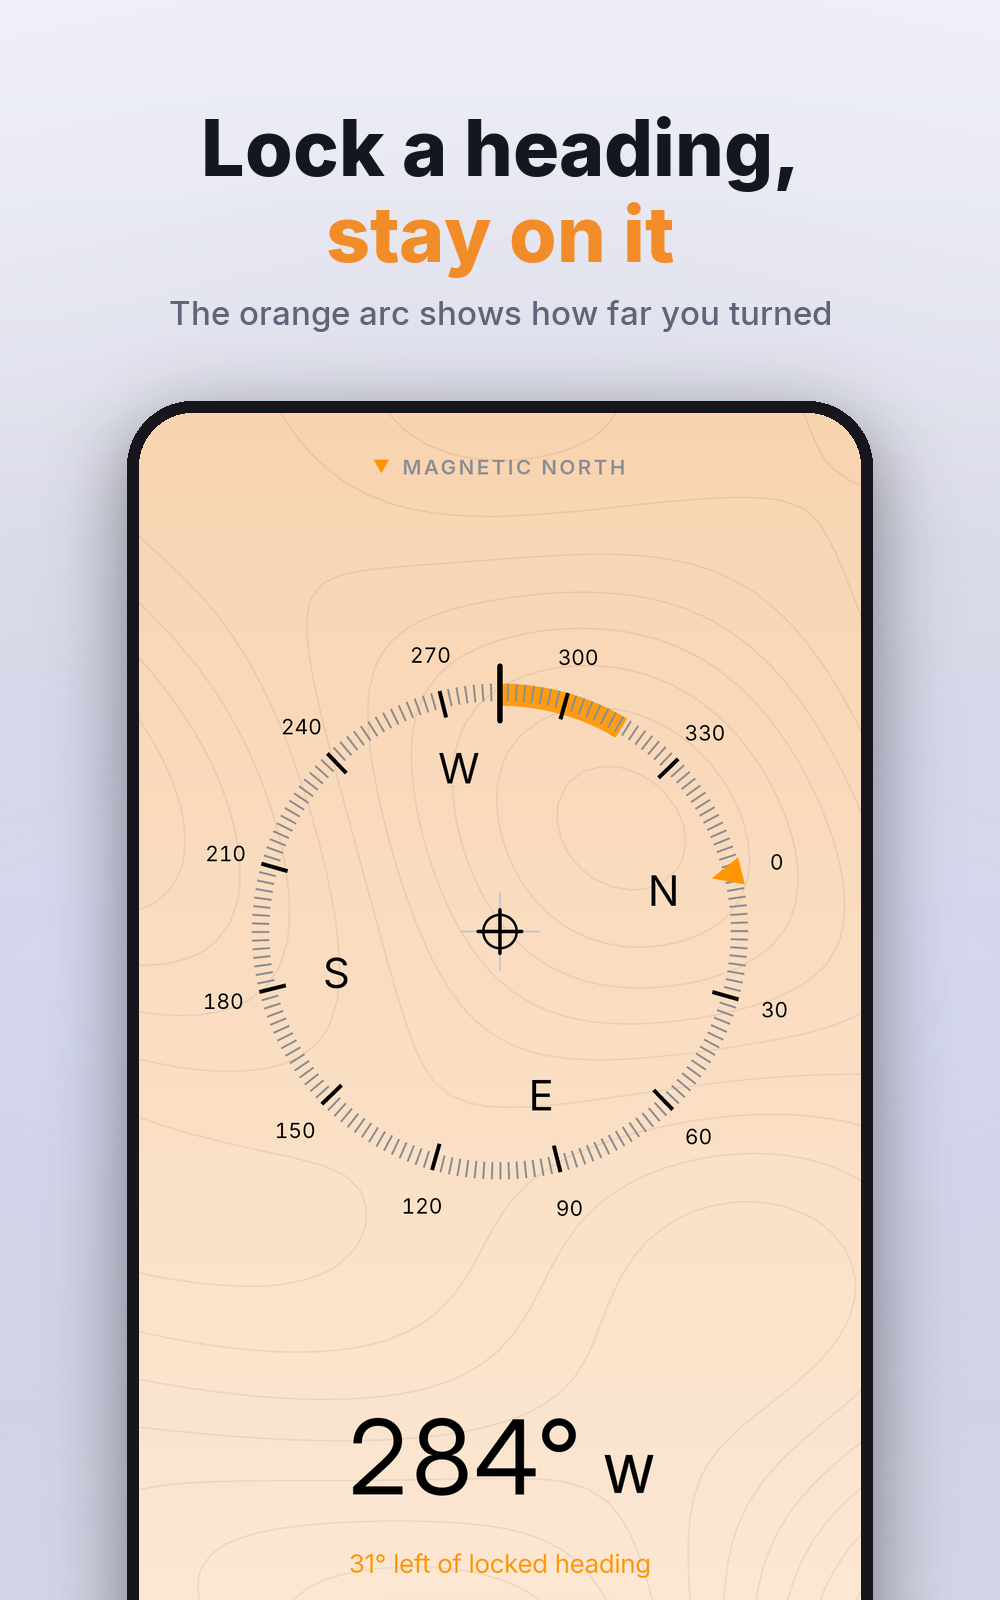 Lock a heading,
stay on it
The orange arc shows how far you turned
MAGNETIC NORTH
270 300
240 330
W
210 0
N
S
180 30
E
150 60
120 90
284° W
31° left of locked heading